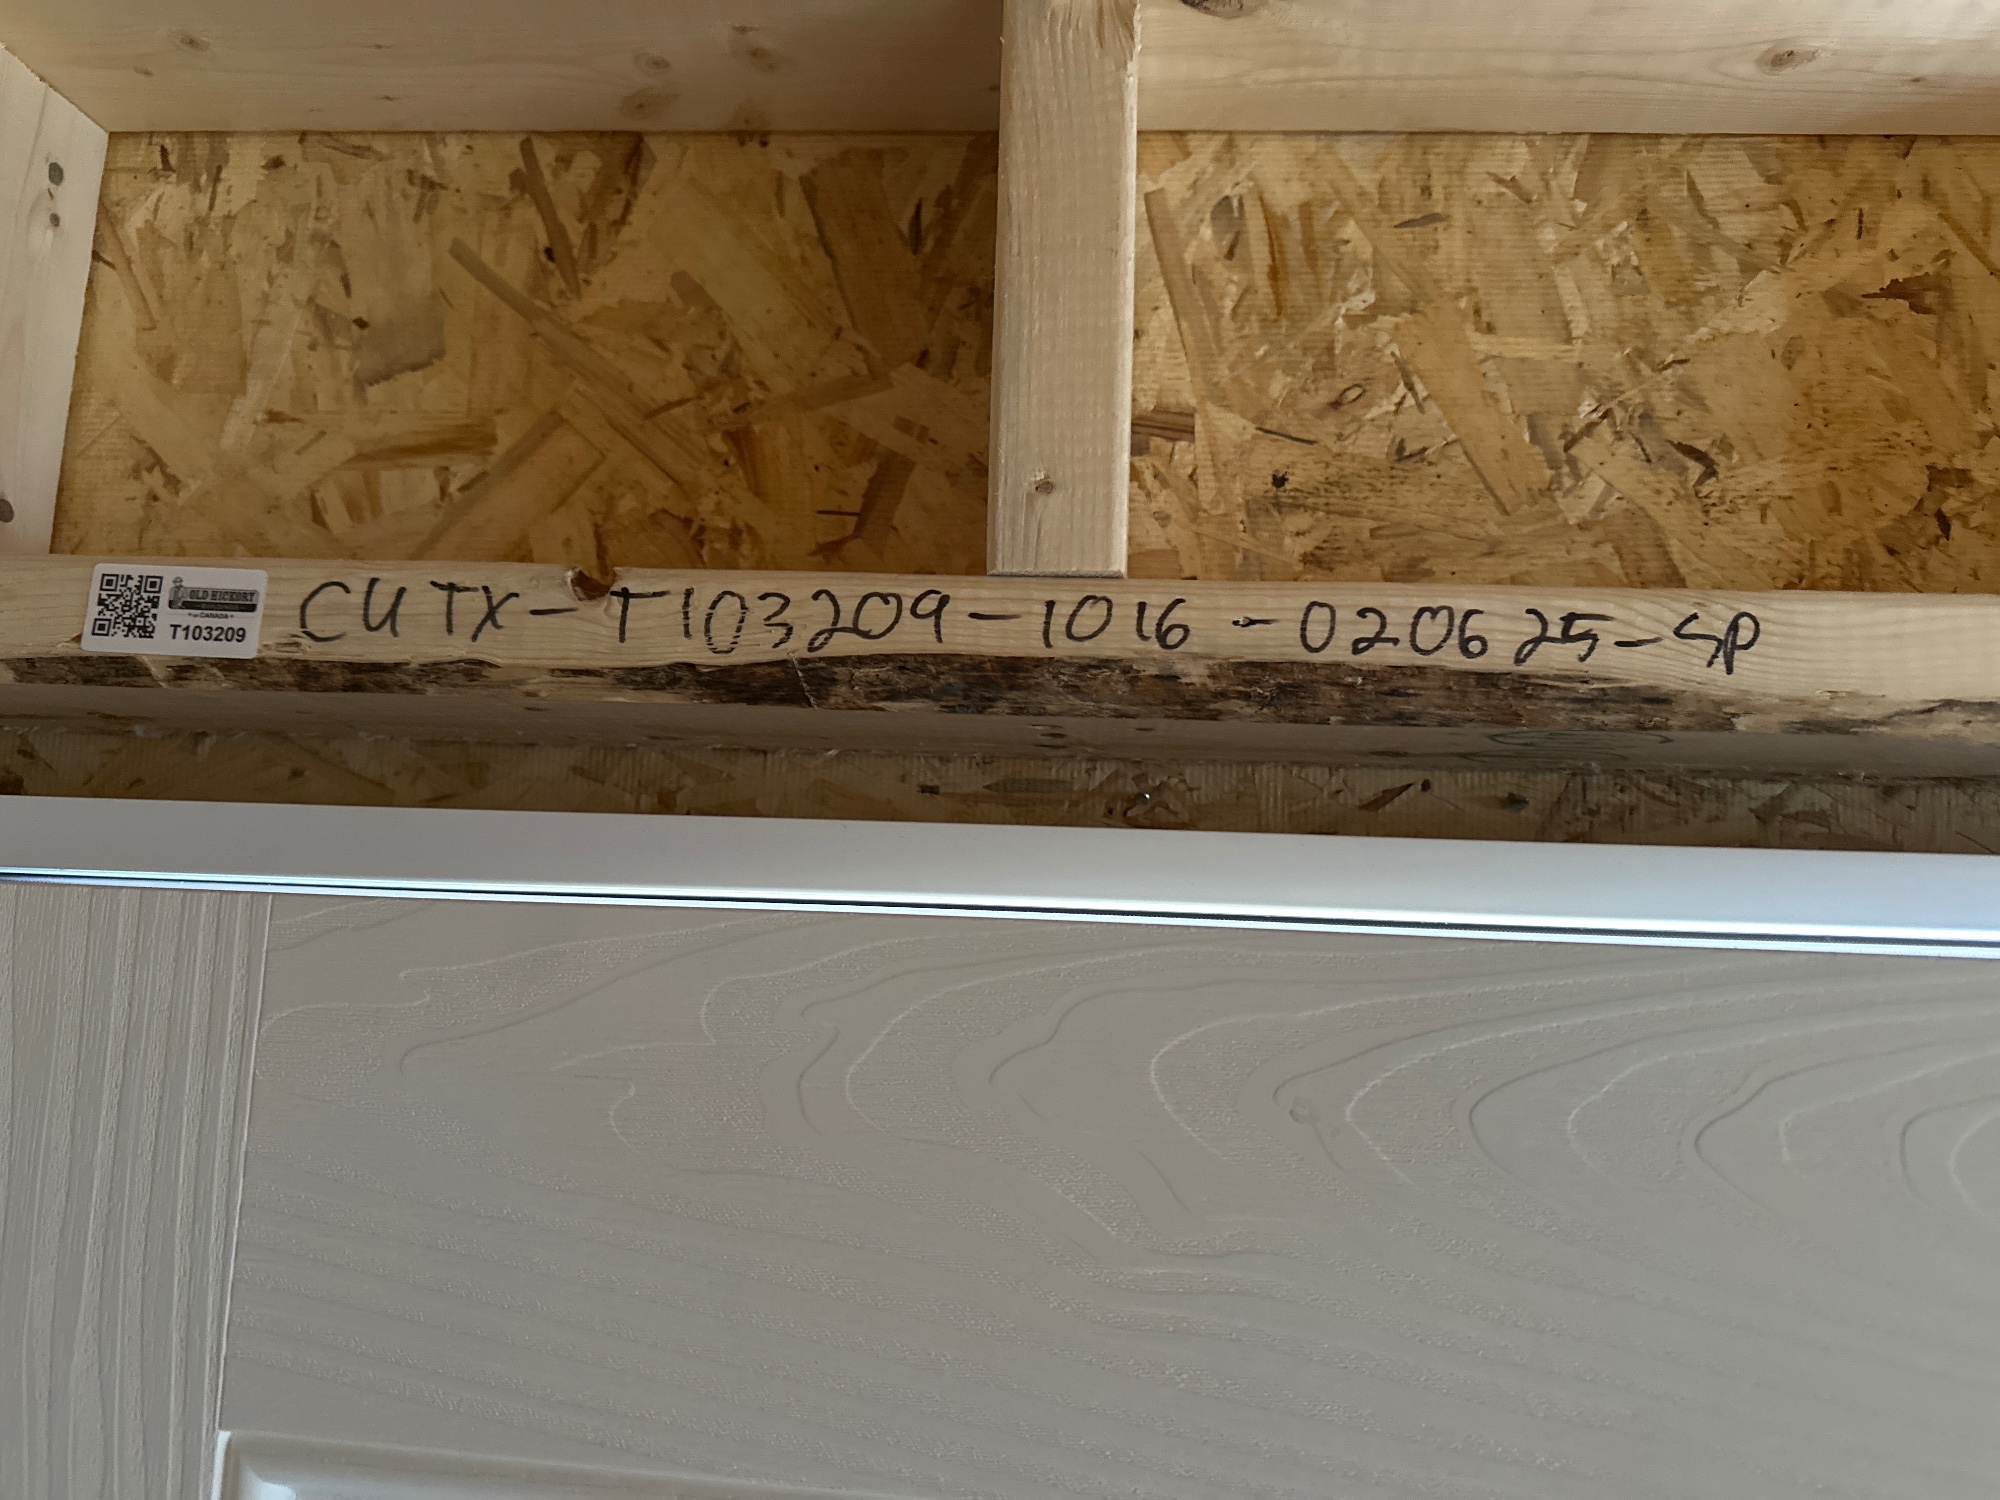 OLD HICKORY
CANADA
T103209
CUTX-T103209-1016-020625-SP